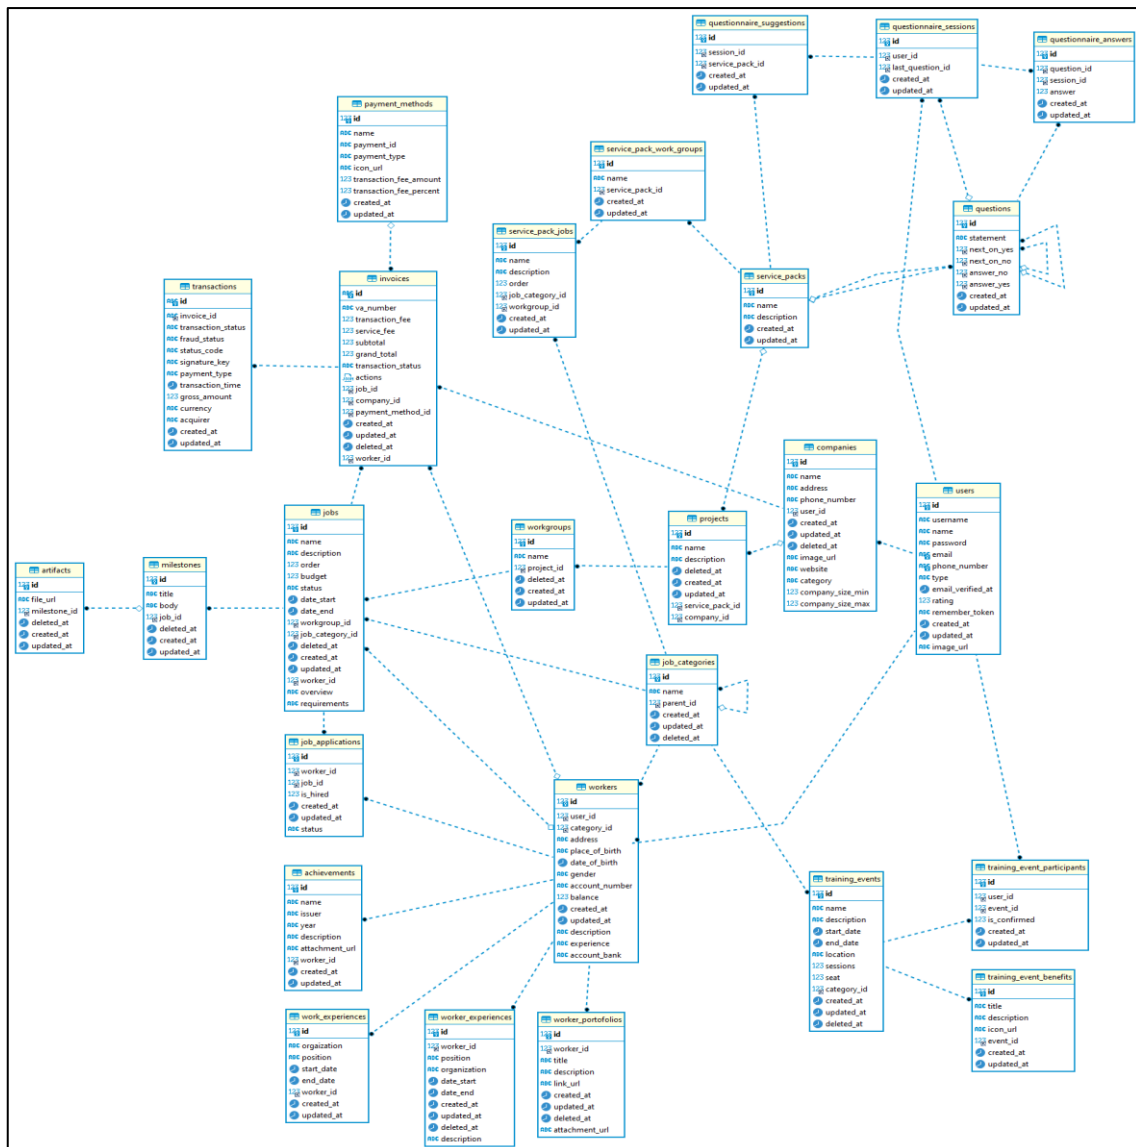 questionnaire_suggestions
id
session_id
service_pack_id
created_at
updated_at
questionnaire_sessions
id
user_id
last_question_id
created_at
updated_at
questionnaire_answers
id
question_id
session_id
answer
created_at
updated_at
payment_methods
id
name
payment_id
payment_type
icon_url
transaction_fee_amount
transaction_fee_percent
created_at
updated_at
service_pack_work_groups
id
name
service_pack_id
created_at
updated_at
questions
id
statement
next_on_yes
next_on_no
answer_no
answer_yes
created_at
updated_at
service_pack_jobs
id
name
description
order
job_category_id
workgroup_id
created_at
updated_at
service_packs
id
name
description
created_at
updated_at
invoices
id
va_number
transaction_fee
service_fee
subtotal
grand_total
transaction_status
actions
job_id
company_id
payment_method_id
created_at
updated_at
deleted_at
worker_id
transactions
id
invoice_id
transaction_status
fraud_status
status_code
signature_key
payment_type
transaction_time
gross_amount
currency
acquirer
created_at
updated_at
companies
id
name
address
phone_number
user_id
created_at
updated_at
deleted_at
image_url
website
category
company_size_min
company_size_max
users
id
username
name
password
email
phone_number
type
email_verified_at
rating
remember_token
created_at
updated_at
image_url
jobs
id
name
description
order
budget
status
date_start
date_end
workgroup_id
job_category_id
deleted_at
created_at
updated_at
worker_id
overview
requirements
workgroups
id
name
project_id
deleted_at
created_at
updated_at
projects
id
name
description
deleted_at
created_at
updated_at
service_pack_id
company_id
artifacts
id
file_url
milestone_id
deleted_at
created_at
updated_at
milestones
id
title
body
job_id
deleted_at
created_at
updated_at
job_categories
id
name
parent_id
created_at
updated_at
deleted_at
job_applications
id
worker_id
job_id
is_hired
created_at
updated_at
status
workers
id
user_id
category_id
address
place_of_birth
date_of_birth
gender
account_number
balance
created_at
updated_at
description
experience
account_bank
achievements
id
name
issuer
year
description
attachment_url
worker_id
created_at
updated_at
training_events
id
name
description
start_date
end_date
location
sessions
seat
category_id
created_at
updated_at
deleted_at
training_event_participants
id
user_id
event_id
is_confirmed
created_at
updated_at
training_event_benefits
id
title
description
icon_url
event_id
created_at
updated_at
work_experiences
id
orgaization
position
start_date
end_date
worker_id
created_at
updated_at
worker_experiences
id
worker_id
position
organization
date_start
date_end
created_at
updated_at
deleted_at
description
worker_portofolios
id
worker_id
title
description
link_url
created_at
updated_at
deleted_at
attachment_url